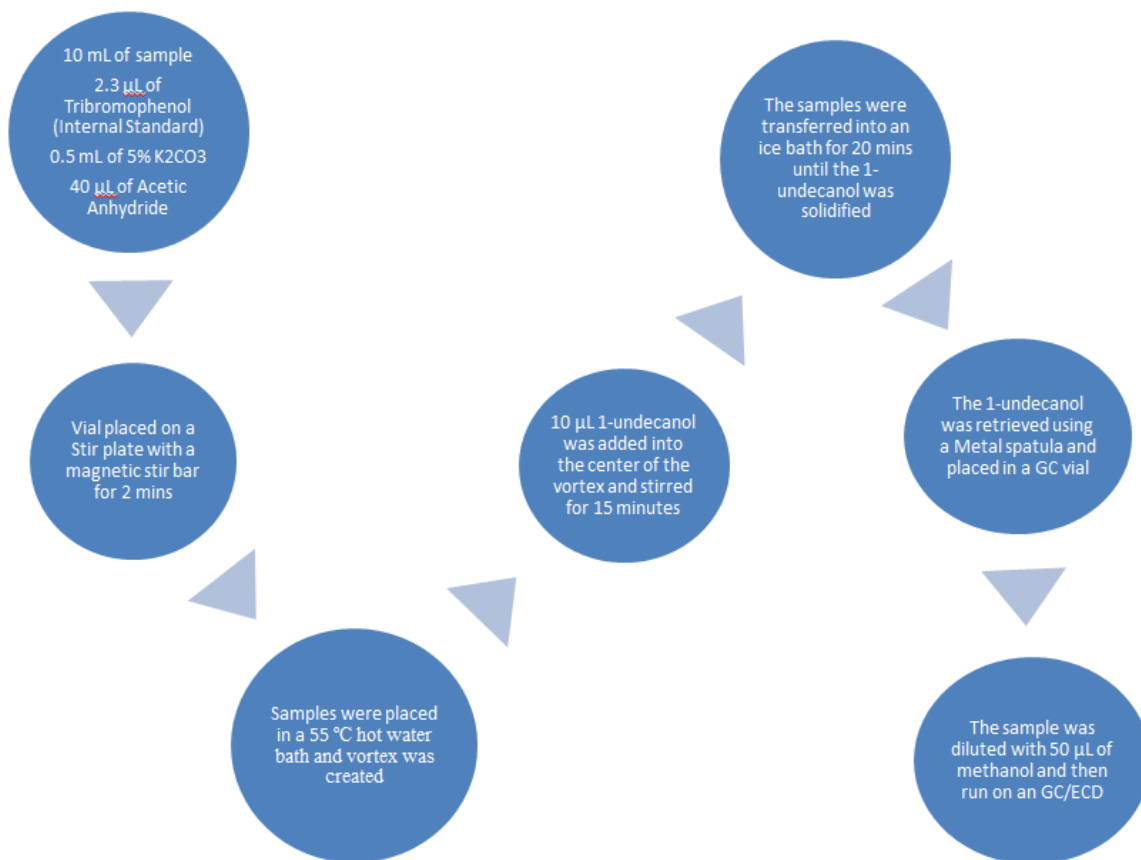 10 mL of sample
2.3 µL of
Tribromophenol
(Internal Standard)
0.5 mL of 5% K2CO3
40 µL of Acetic
Anhydride
Vial placed on a
Stir plate with a
magnetic stir bar
for 2 mins
Samples were placed
in a 55 °C hot water
bath and vortex was
created
10 µL 1-undecanol
was added into
the center of the
vortex and stirred
for 15 minutes
The samples were
transferred into an
ice bath for 20 mins
until the 1-
undecanol was
solidified
The 1-undecanol
was retrieved using
a Metal spatula and
placed in a GC vial
The sample was
diluted with 50 µL of
methanol and then
run on an GC/ECD